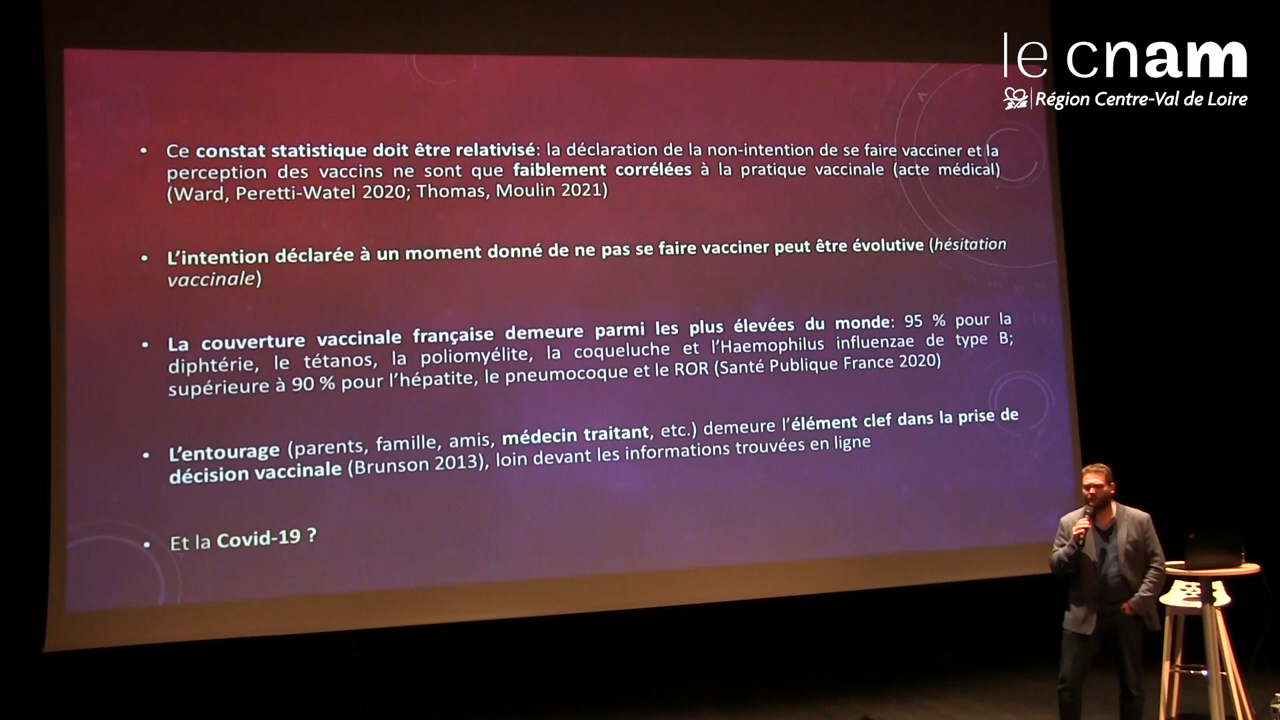 le cnam
Région Centre-Val de Loire
• Ce constat statistique doit être relativisé: la déclaration de la non-intention de se faire vacciner et la
perception des vaccins ne sont que faiblement corrélées à la pratique vaccinale (acte médical)
(Ward, Peretti-Watel 2020; Thomas, Moulin 2021)
• L’intention déclarée à un moment donné de ne pas se faire vacciner peut être évolutive (hésitation
vaccinale)
• La couverture vaccinale française demeure parmi les plus élevées du monde: 95 % pour la
diphtérie, le tétanos, la poliomyélite, la coqueluche et l’Haemophilus influenzae de type B;
supérieure à 90 % pour l’hépatite, le pneumocoque et le ROR (Santé Publique France 2020)
• L’entourage (parents, famille, amis, médecin traitant, etc.) demeure l’élément clef dans la prise de
décision vaccinale (Brunson 2013), loin devant les informations trouvées en ligne
• Et la Covid-19 ?